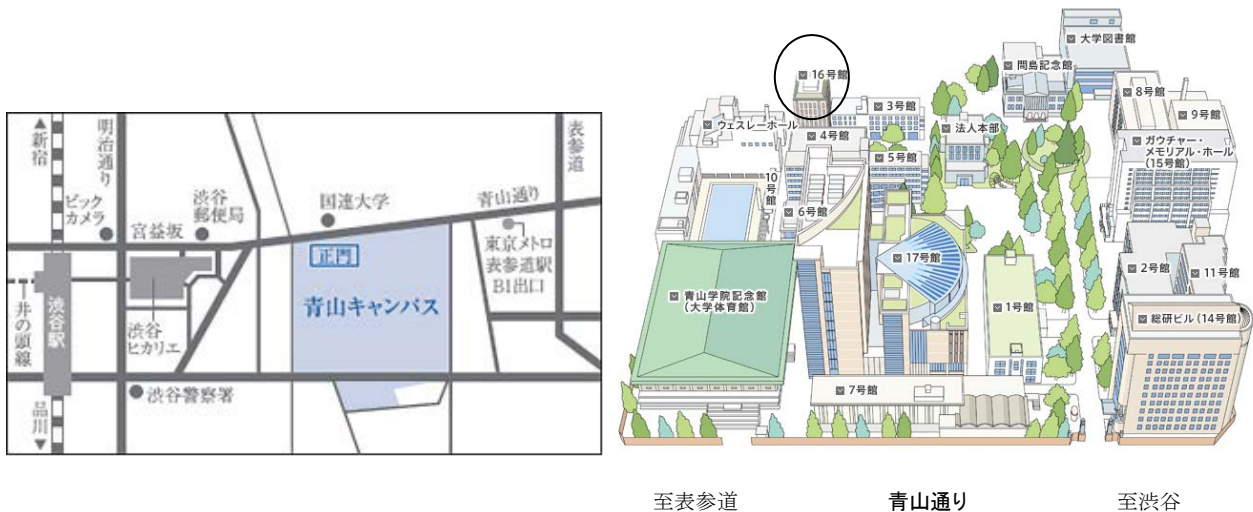 ▲新宿
明治通り
表参道
ビック
カメラ
宮益坂
渋谷
郵便局
国連大学
青山通り
正門
東京メトロ
表参道駅
B1出口
青山キャンパス
渋谷駅
井の頭線
渋谷
ヒカリエ
渋谷警察署
品川▼
大学図書館
間島記念館
16号館
8号館
3号館
9号館
ウェスレーホール
4号館
法人本部
ガウチャー・
メモリアル・ホール
(15号館)
5号館
10号館
6号館
17号館
2号館
11号館
青山学院記念館
(大学体育館)
1号館
総研ビル(14号館)
7号館
至表参道 青山通り 至渋谷